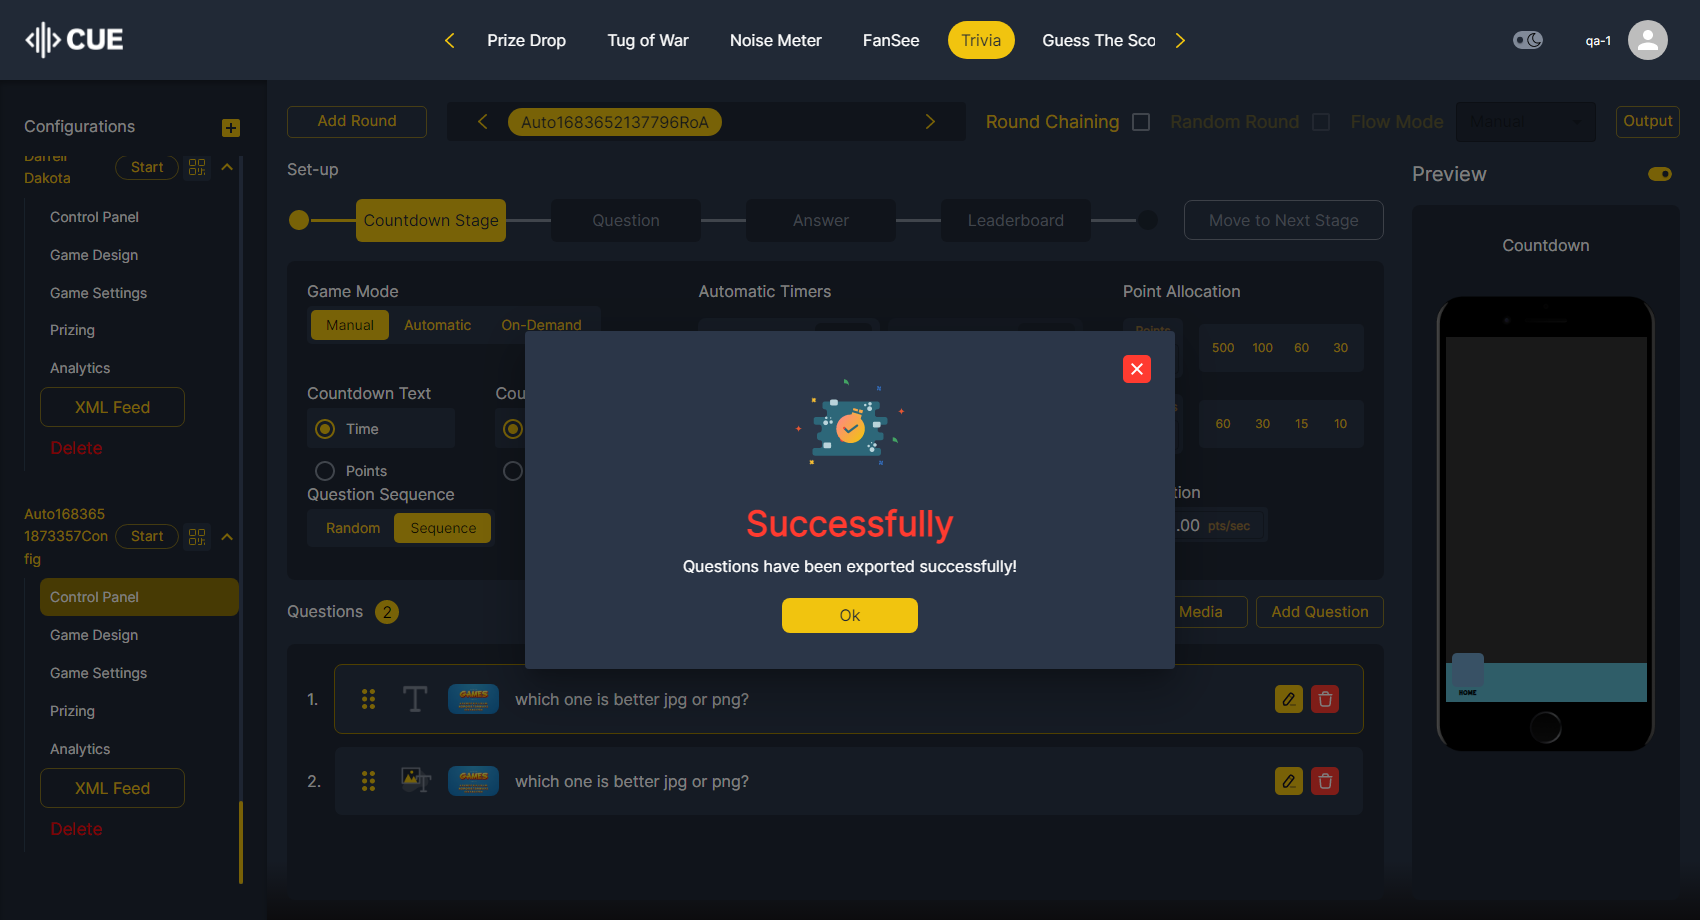 CUE
Prize Drop
Tug of War
Noise Meter
FanSee
Trivia
Guess The Sco
qa-1
Configurations
Darrell
Dakota
Start
Control Panel
Game Design
Game Settings
Prizing
Analytics
XML Feed
Delete
Auto168365
1873357Con
fig
Start
Control Panel
Game Design
Game Settings
Prizing
Analytics
XML Feed
Delete
Add Round
Auto1683652137796RoA
Round Chaining
Random Round
Flow Mode
Manual
Output
Set-up
Countdown Stage
Question
Answer
Leaderboard
Move to Next Stage
Game Mode
Manual
Automatic
On-Demand
Automatic Timers
Point Allocation
Points
500 100 60 30
Countdown Text
Cou
Time
Points
60 30 15 10
Question Sequence
Random
Sequence
tion
.00 pts/sec
Successfully
Questions have been exported successfully!
Ok
Questions 2
Media
Add Question
1.
GAMES
which one is better jpg or png?
2.
GAMES
which one is better jpg or png?
Preview
Countdown
HOME